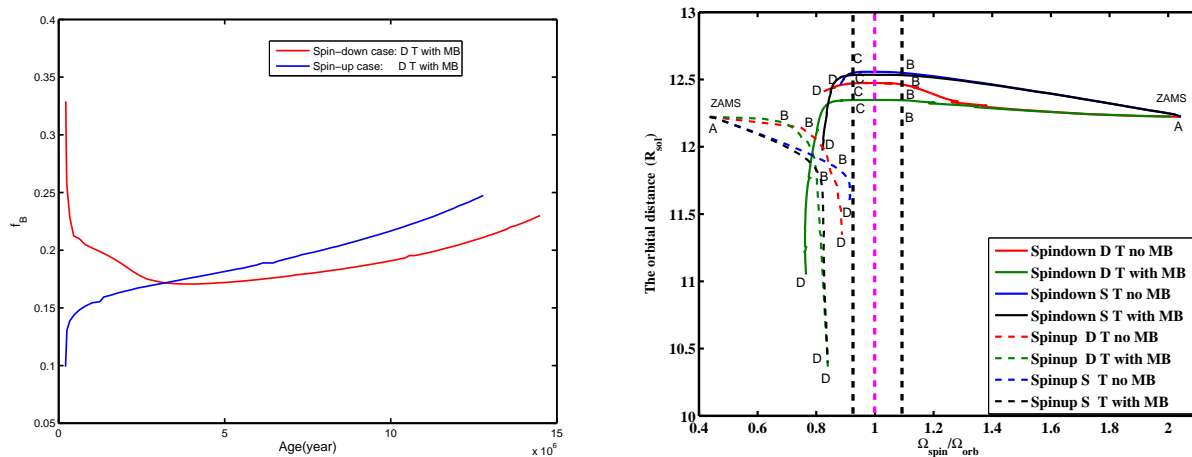 0.4
0.35
0.3
0.25
0.2
0.15
0.1
0.05
f_B
0
5
10
15
x 10^6
Age(year)
Spin-down case: D T with MB
Spin-up case: D T with MB
13
12.5
12
11.5
11
10.5
10
The orbital distance (R_sol)
0.4
0.6
0.8
1
1.2
1.4
1.6
1.8
2
Ω_spin/Ω_orb
ZAMS
A
B
B
B
B
D
D
C
C
C
C
B
B
B
B
ZAMS
A
D
D
D
D
D
D
Spindown D T no MB
Spindown D T with MB
Spindown S T no MB
Spindown S T with MB
Spinup D T no MB
Spinup D T with MB
Spinup S T no MB
Spinup S T with MB